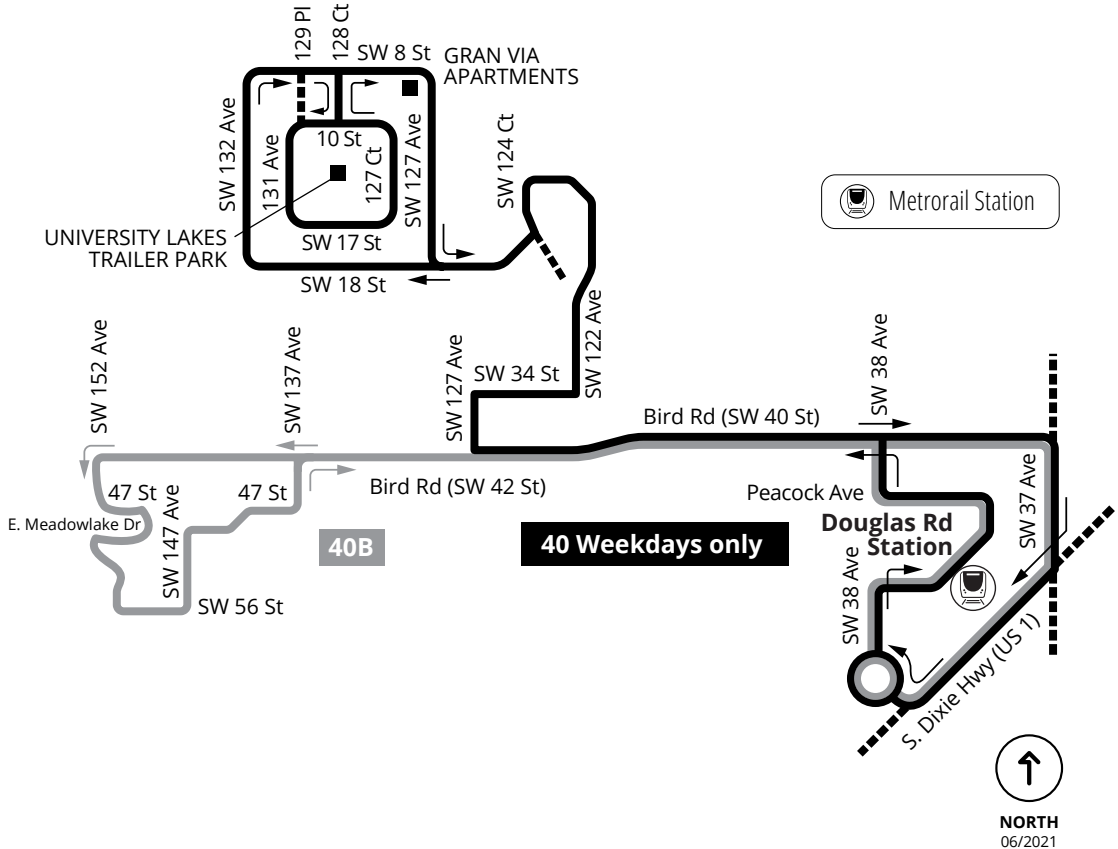 129 Pl
128 Ct
SW 8 St
GRAN VIA
APARTMENTS
SW 132 Ave
131 Ave
10 St
127 Ct
SW 127 Ave
SW 124 Ct
UNIVERSITY LAKES
TRAILER PARK
SW 17 St
SW 18 St
Metrorail Station
SW 152 Ave
SW 137 Ave
SW 127 Ave
SW 34 St
SW 122 Ave
SW 38 Ave
Bird Rd (SW 40 St)
47 St
47 St
Bird Rd (SW 42 St)
E. Meadowlake Dr
SW 147 Ave
SW 56 St
40B
40 Weekdays only
Peacock Ave
Douglas Rd
Station
SW 37 Ave
SW 38 Ave
S. Dixie Hwy (US 1)
NORTH
06/2021